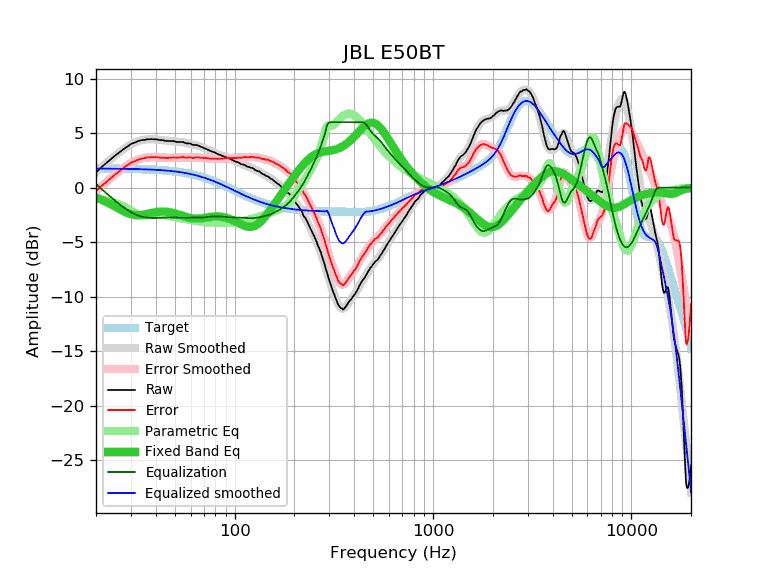 JBL E50BT
10
5
0
−5
−10
−15
−20
−25
Amplitude (dBr)
Target
Raw Smoothed
Error Smoothed
Raw
Error
Parametric Eq
Fixed Band Eq
Equalization
Equalized smoothed
100
1000
10000
Frequency (Hz)